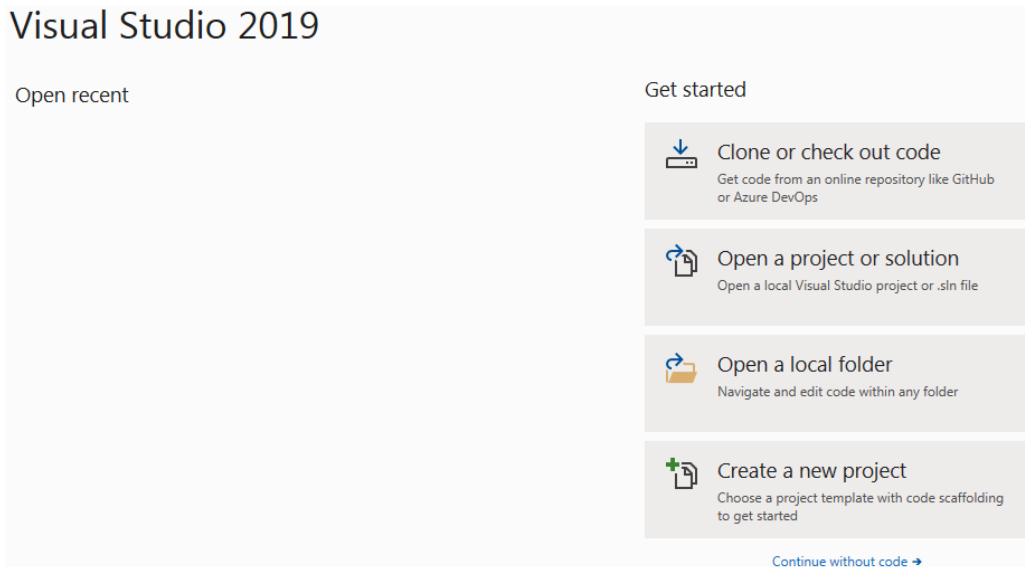 Visual Studio 2019
Open recent
Get started
Clone or check out code
Get code from an online repository like GitHub
or Azure DevOps
Open a project or solution
Open a local Visual Studio project or .sln file
Open a local folder
Navigate and edit code within any folder
Create a new project
Choose a project template with code scaffolding
to get started
Continue without code →